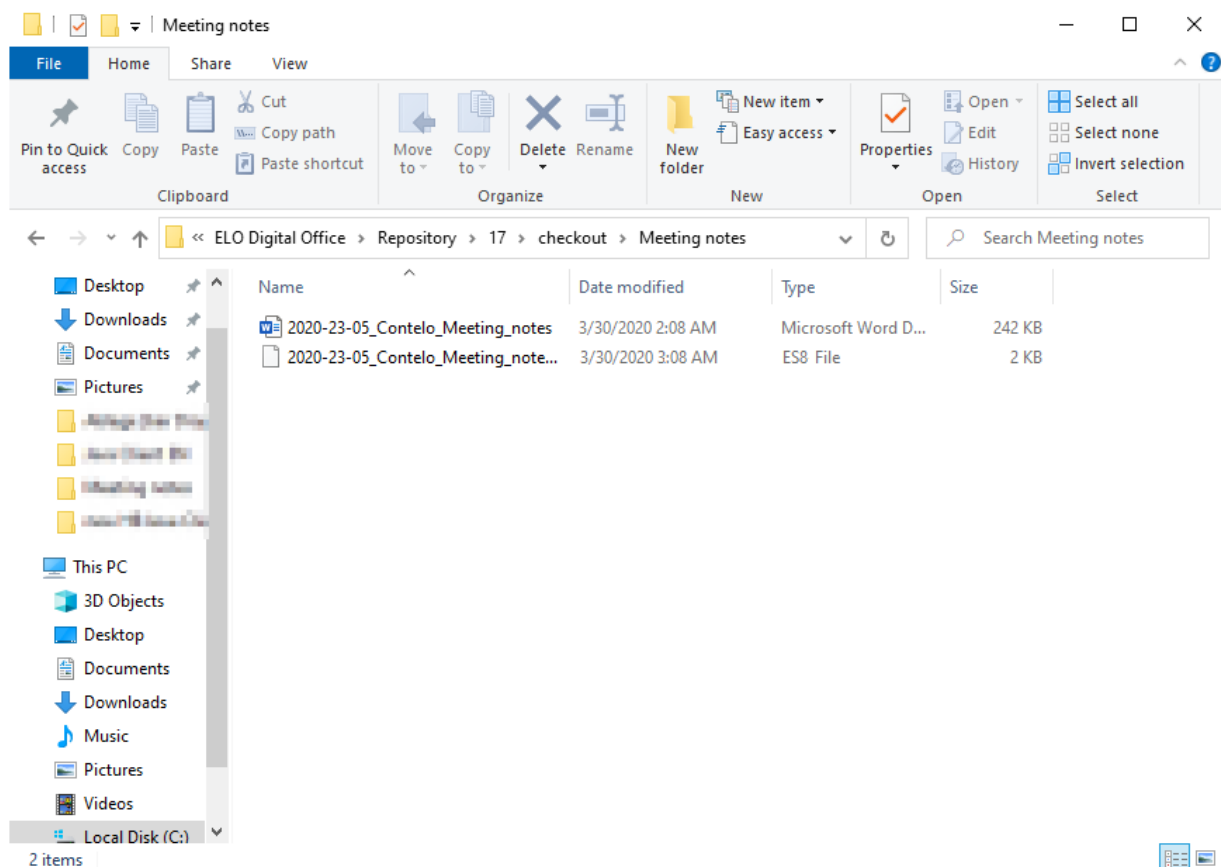 Meeting notes
File Home Share View
Pin to Quick access
Copy
Paste
Cut
Copy path
Paste shortcut
Clipboard
Move to
Copy to
Delete
Rename
Organize
New folder
New item
Easy access
New
Properties
Open
Edit
History
Open
Select all
Select none
Invert selection
Select
« ELO Digital Office › Repository › 17 › checkout › Meeting notes
Search Meeting notes
Name Date modified Type Size
2020-23-05_Contelo_Meeting_notes 3/30/2020 2:08 AM Microsoft Word D... 242 KB
2020-23-05_Contelo_Meeting_note... 3/30/2020 3:08 AM ES8 File 2 KB
Desktop
Downloads
Documents
Pictures
This PC
3D Objects
Desktop
Documents
Downloads
Music
Pictures
Videos
Local Disk (C:)
2 items